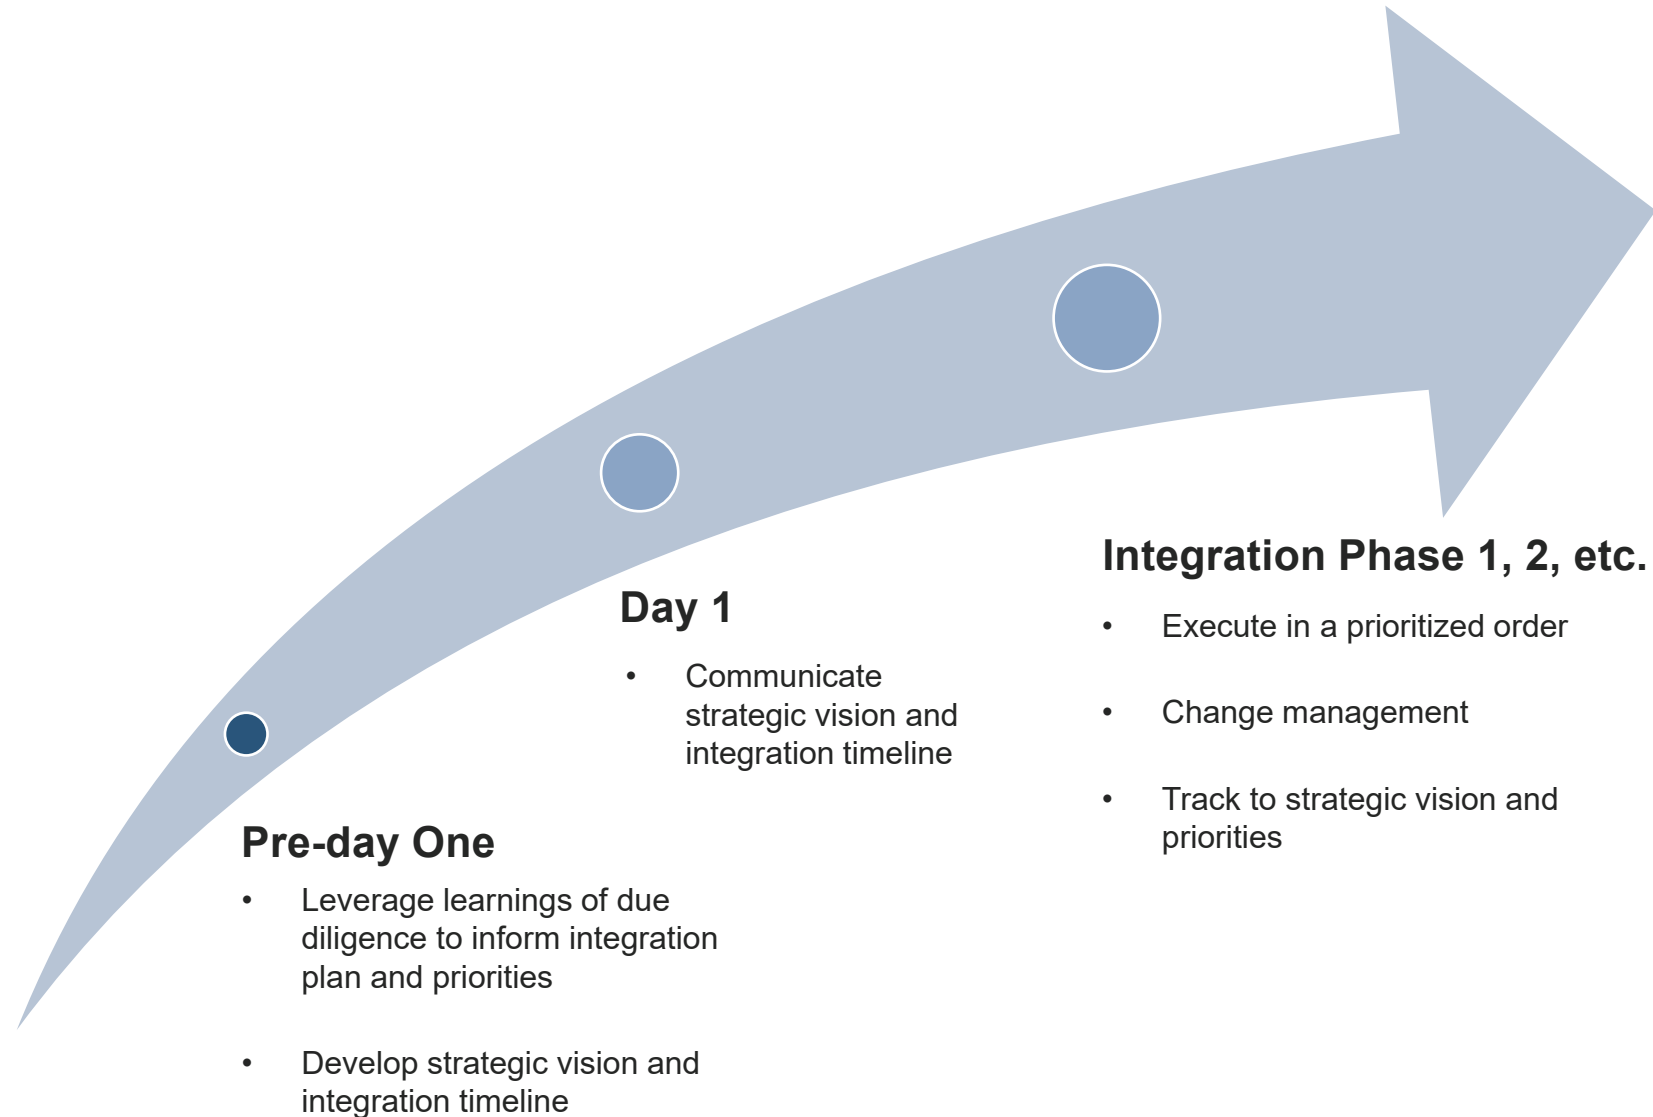 Pre-day One
• Leverage learnings of due
diligence to inform integration
plan and priorities
• Develop strategic vision and
integration timeline
Day 1
• Communicate
strategic vision and
integration timeline
Integration Phase 1, 2, etc.
• Execute in a prioritized order
• Change management
• Track to strategic vision and
priorities